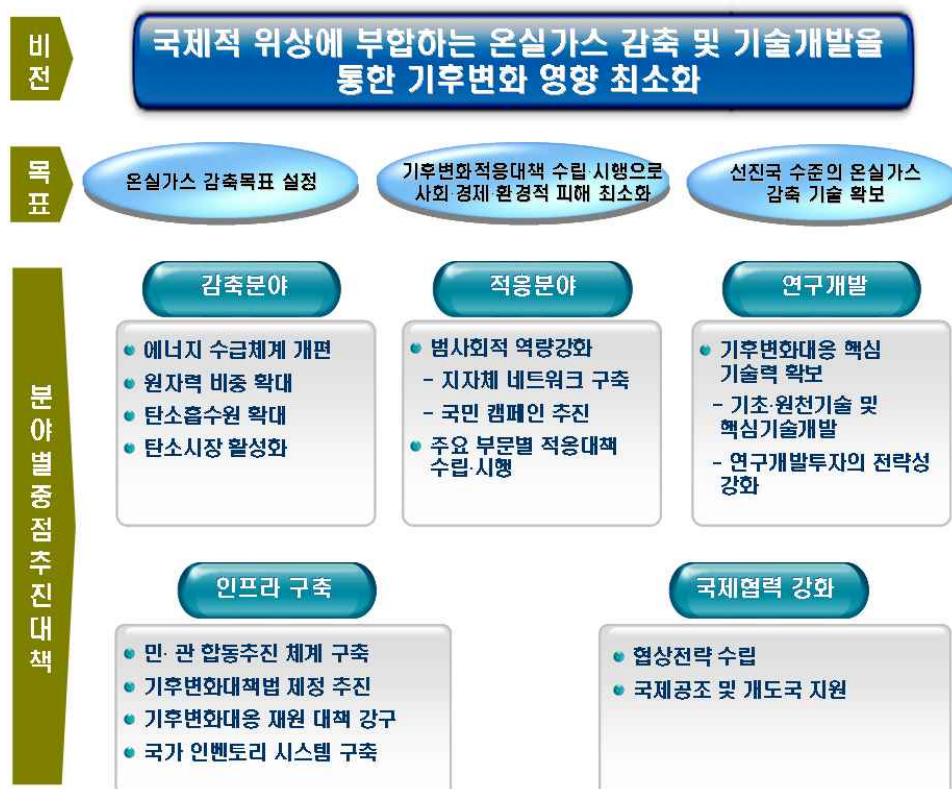 비전
국제적 위상에 부합하는 온실가스 감축 및 기술개발을
통한 기후변화 영향 최소화
목표
온실가스 감축목표 설정
기후변화적응대책 수립·시행으로
사회·경제·환경적 피해 최소화
선진국 수준의 온실가스
감축 기술 확보
분야별중점추진대책
감축분야
에너지 수급체계 개편
원자력 비중 확대
탄소흡수원 확대
탄소시장 활성화
적응분야
범사회적 역량강화
- 지자체 네트워크 구축
- 국민 캠페인 추진
주요 부문별 적응대책
수립·시행
연구개발
기후변화대응 핵심
기술력 확보
- 기초·원천기술 및
핵심기술개발
- 연구개발투자의 전략성
강화
인프라 구축
민·관 합동추진 체계 구축
기후변화대책법 제정 추진
기후변화대응 재원 대책 강구
국가 인벤토리 시스템 구축
국제협력 강화
협상전략 수립
국제공조 및 개도국 지원